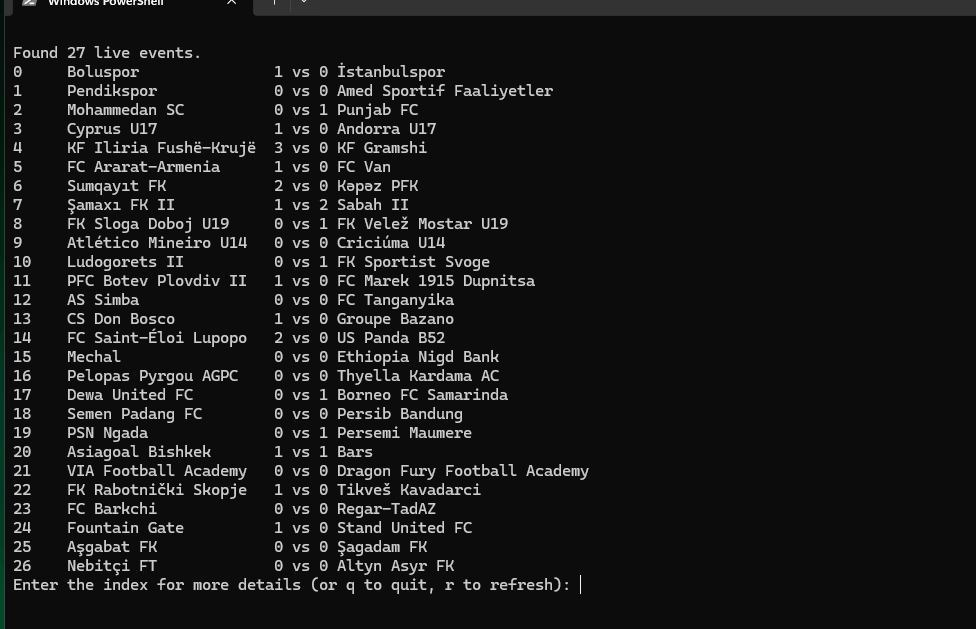 Windows PowerShell
Found 27 live events.
0 Boluspor 1 vs 0 İstanbulspor
1 Pendikspor 0 vs 0 Amed Sportif Faaliyetler
2 Mohammedan SC 0 vs 1 Punjab FC
3 Cyprus U17 1 vs 0 Andorra U17
4 KF Iliria Fushë-Krujë 3 vs 0 KF Gramshi
5 FC Ararat-Armenia 1 vs 0 FC Van
6 Sumqayıt FK 2 vs 0 Kəpəz PFK
7 Şamaxı FK II 1 vs 2 Sabah II
8 FK Sloga Doboj U19 0 vs 1 FK Velež Mostar U19
9 Atlético Mineiro U14 0 vs 0 Criciúma U14
10 Ludogorets II 0 vs 1 FK Sportist Svoge
11 PFC Botev Plovdiv II 1 vs 0 FC Marek 1915 Dupnitsa
12 AS Simba 0 vs 0 FC Tanganyika
13 CS Don Bosco 1 vs 0 Groupe Bazano
14 FC Saint-Éloi Lupopo 2 vs 0 US Panda B52
15 Mechal 0 vs 0 Ethiopia Nigd Bank
16 Pelopas Pyrgou AGPC 0 vs 0 Thyella Kardama AC
17 Dewa United FC 0 vs 1 Borneo FC Samarinda
18 Semen Padang FC 0 vs 0 Persib Bandung
19 PSN Ngada 0 vs 1 Persemi Maumere
20 Asiagoal Bishkek 1 vs 1 Bars
21 VIA Football Academy 0 vs 0 Dragon Fury Football Academy
22 FK Rabotnički Skopje 1 vs 0 Tikveš Kavadarci
23 FC Barkchi 0 vs 0 Regar-TadAZ
24 Fountain Gate 1 vs 0 Stand United FC
25 Aşgabat FK 0 vs 0 Şagadam FK
26 Nebitçi FT 0 vs 0 Altyn Asyr FK
Enter the index for more details (or q to quit, r to refresh):